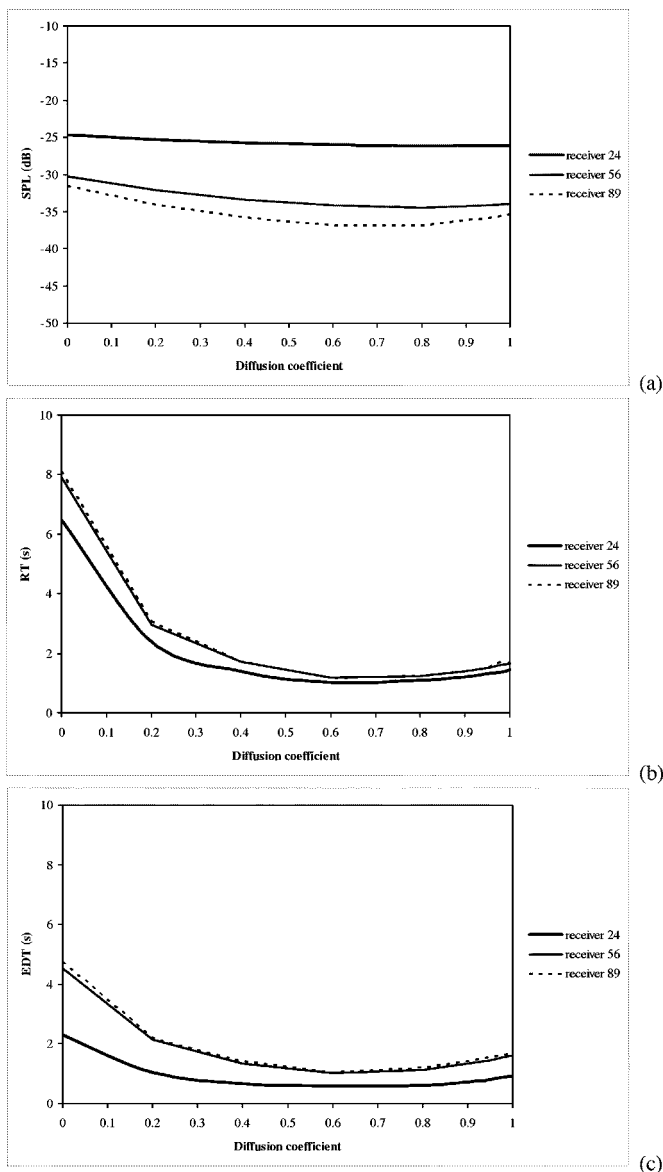 -10
-15
-20
-25
-30
-35
-40
-45
-50
SPL (dB)
0 0.1 0.2 0.3 0.4 0.5 0.6 0.7 0.8 0.9 1
Diffusion coefficient
receiver 24
receiver 56
receiver 89
(a)
10
8
6
4
2
0
RT (s)
0 0.1 0.2 0.3 0.4 0.5 0.6 0.7 0.8 0.9 1
Diffusion coefficient
receiver 24
receiver 56
receiver 89
(b)
10
8
6
4
2
0
EDT (s)
0 0.1 0.2 0.3 0.4 0.5 0.6 0.7 0.8 0.9 1
Diffusion coefficient
receiver 24
receiver 56
receiver 89
(c)